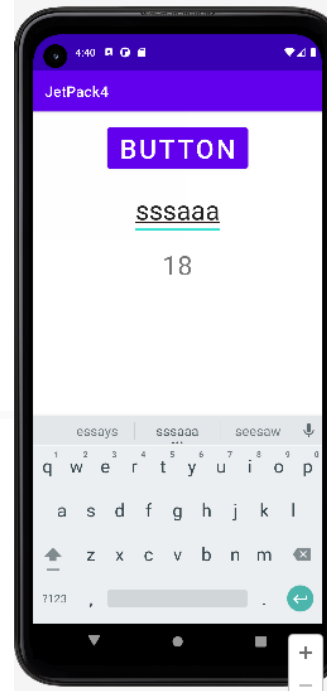 4:40
JetPack4
BUTTON
sssaaa
18
essays sssaaa seesaw
1 2 3 4 5 6 7 8 9 0
q w e r t y u i o p
a s d f g h j k l
z x c v b n m
?123 , .
+
−